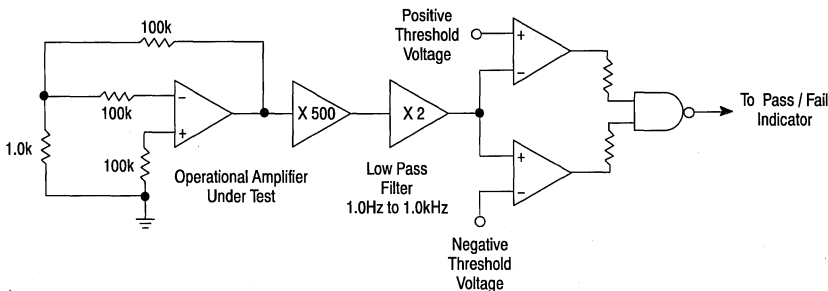 100k
100k
1.0k
100k
-
+
Operational Amplifier
Under Test
X 500
X 2
Low Pass
Filter
1.0Hz to 1.0kHz
Positive
Threshold
Voltage
+
-
+
-
Negative
Threshold
Voltage
To Pass / Fail
Indicator